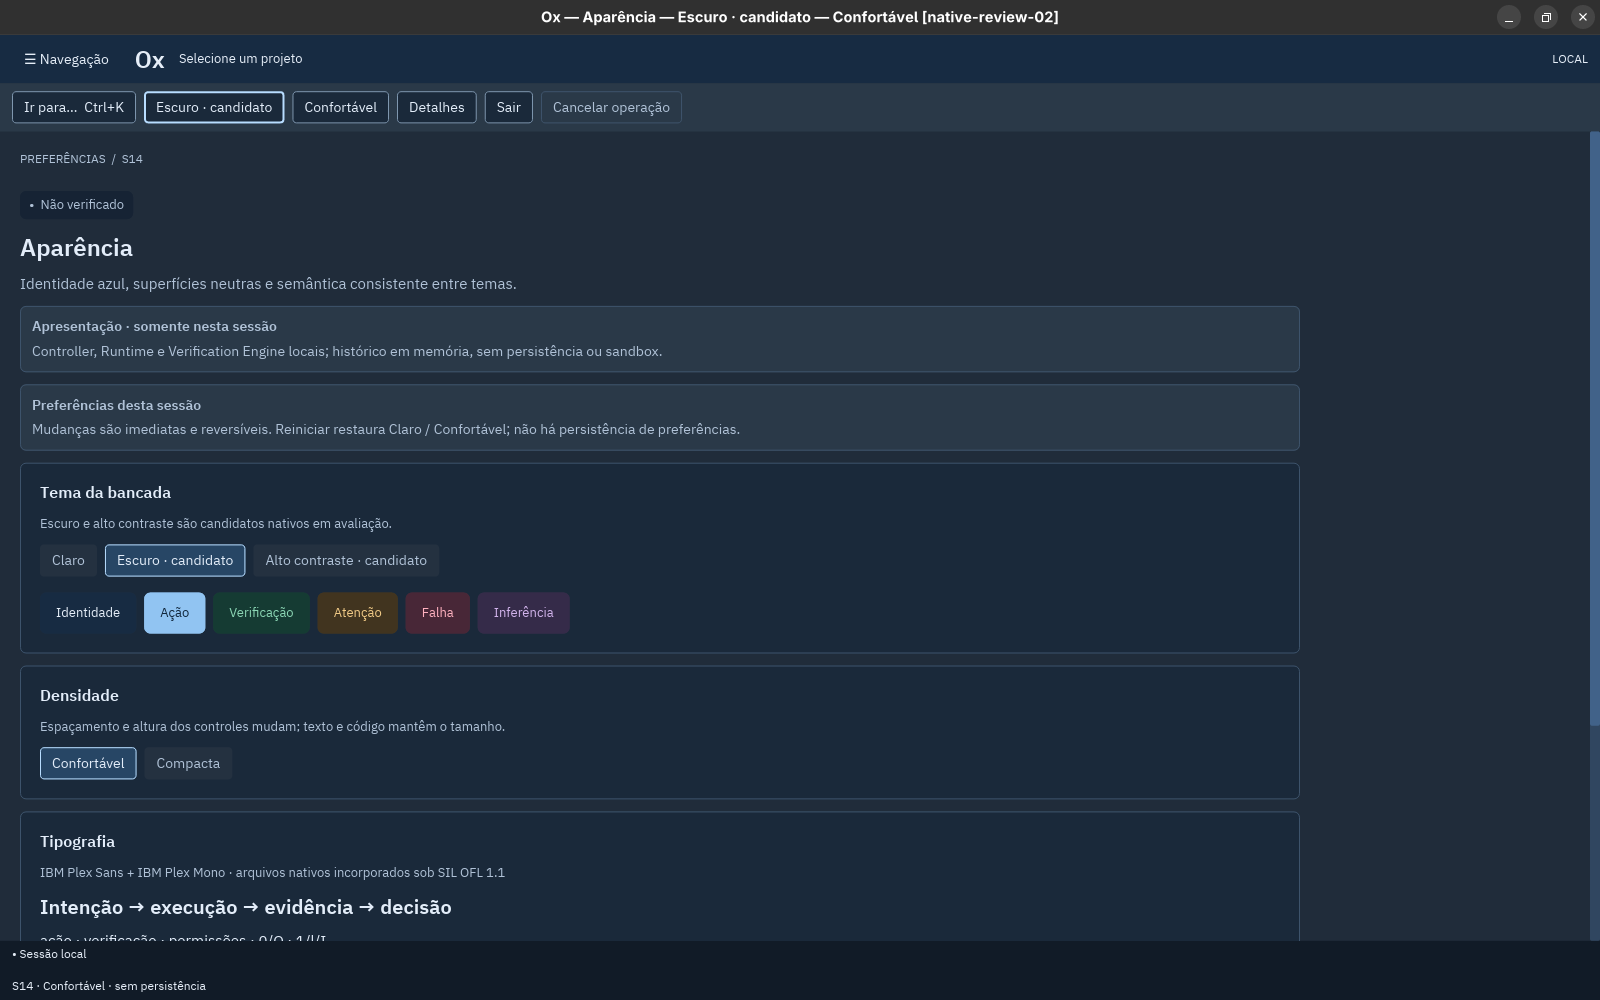 Ox — Aparência — Escuro · candidato — Confortável [native-review-02]
☰ Navegação Ox Selecione um projeto LOCAL
Ir para... Ctrl+K Escuro · candidato Confortável Detalhes Sair Cancelar operação
PREFERÊNCIAS / S14
• Não verificado
Aparência
Identidade azul, superfícies neutras e semântica consistente entre temas.
Apresentação · somente nesta sessão
Controller, Runtime e Verification Engine locais; histórico em memória, sem persistência ou sandbox.
Preferências desta sessão
Mudanças são imediatas e reversíveis. Reiniciar restaura Claro / Confortável; não há persistência de preferências.
Tema da bancada
Escuro e alto contraste são candidatos nativos em avaliação.
Claro Escuro · candidato Alto contraste · candidato
Identidade Ação Verificação Atenção Falha Inferência
Densidade
Espaçamento e altura dos controles mudam; texto e código mantêm o tamanho.
Confortável Compacta
Tipografia
IBM Plex Sans + IBM Plex Mono · arquivos nativos incorporados sob SIL OFL 1.1
Intenção → execução → evidência → decisão
ação · verificação · permissões · 0/O · 1/l/I
• Sessão local
S14 · Confortável · sem persistência